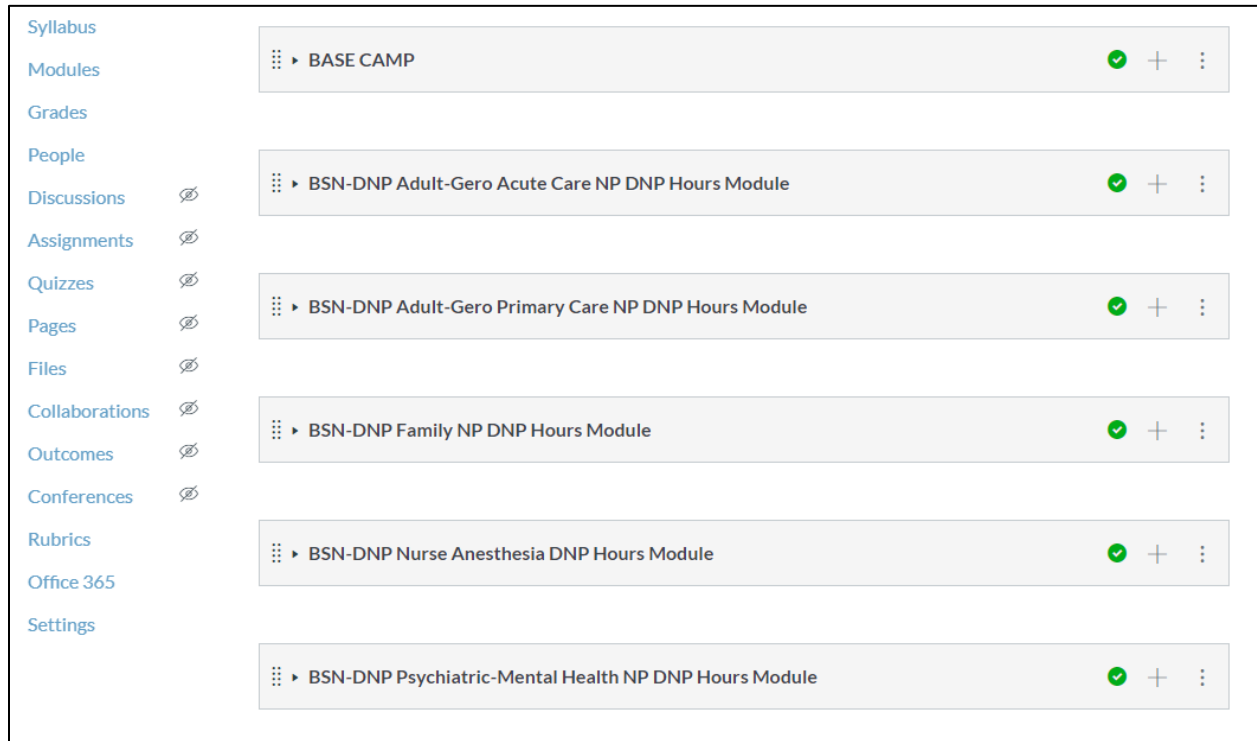 Syllabus
Modules
Grades
People
Discussions
Assignments
Quizzes
Pages
Files
Collaborations
Outcomes
Conferences
Rubrics
Office 365
Settings
BASE CAMP
BSN-DNP Adult-Gero Acute Care NP DNP Hours Module
BSN-DNP Adult-Gero Primary Care NP DNP Hours Module
BSN-DNP Family NP DNP Hours Module
BSN-DNP Nurse Anesthesia DNP Hours Module
BSN-DNP Psychiatric-Mental Health NP DNP Hours Module